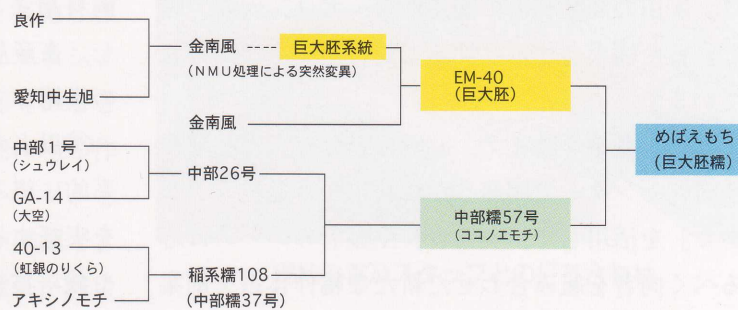 良作
愛知中生旭
金南風
巨大胚系統
(NMU処理による突然変異)
金南風
中部1号
(シュウレイ)
GA-14
(大空)
中部26号
40-13
(虹銀のりくら)
アキシノモチ
稲系糯108
(中部糯37号)
EM-40
(巨大胚)
中部糯57号
(ココノエモチ)
めばえもち
(巨大胚糯)